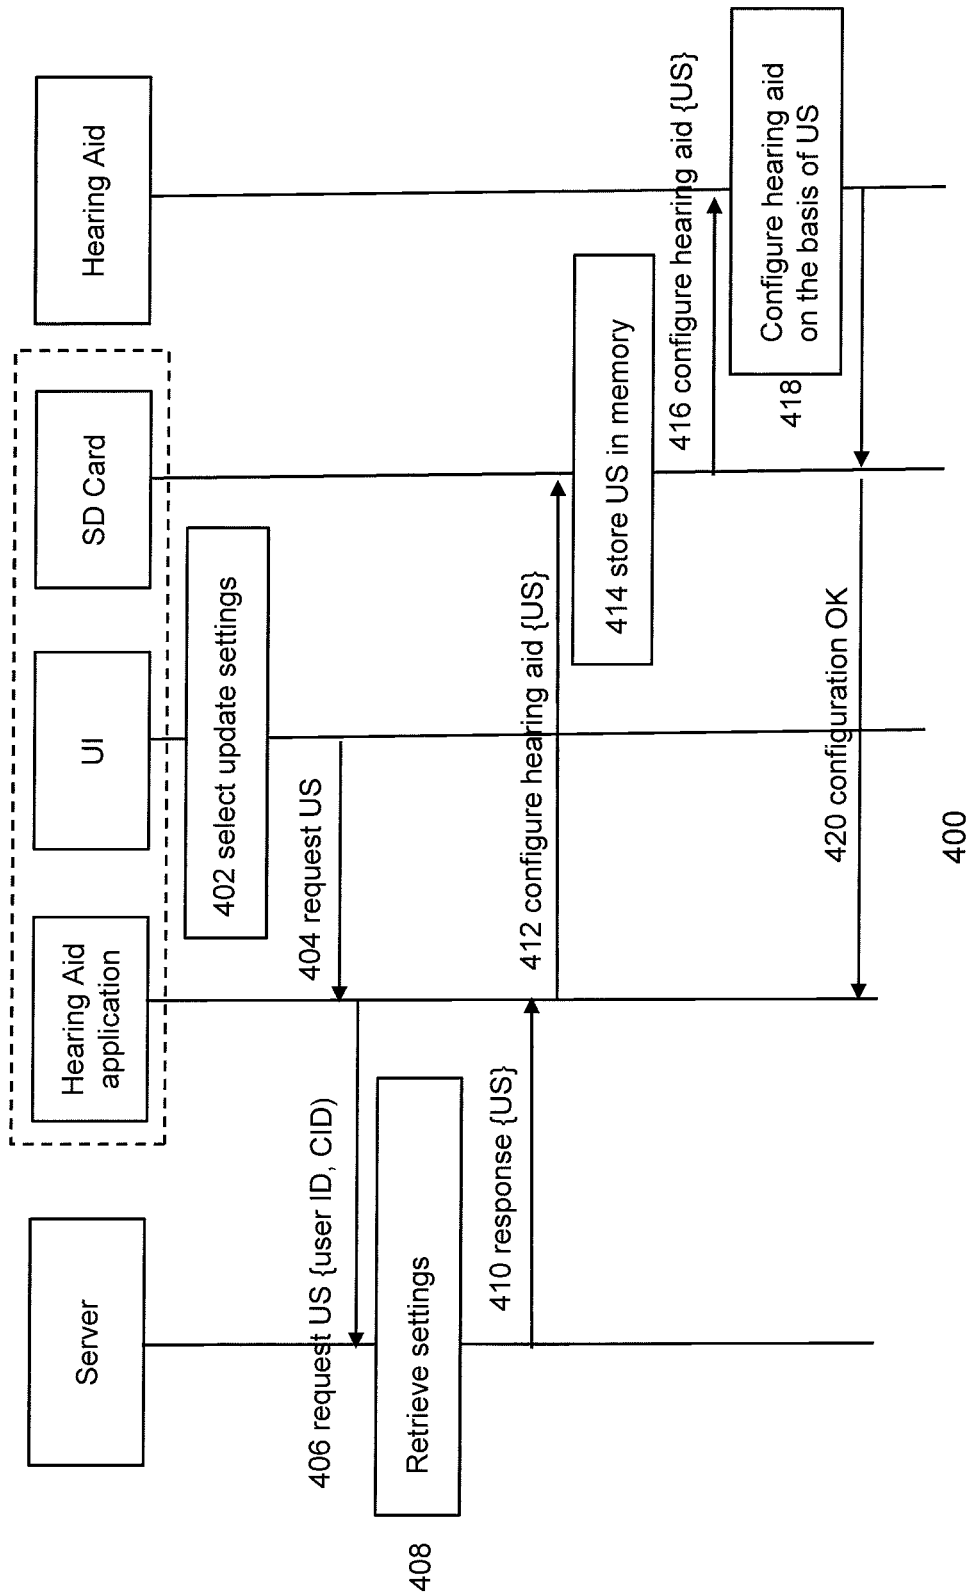 Server
Hearing Aid
application
UI
SD Card
Hearing Aid
402 select update settings
404 request US
406 request US {user ID, CID)
408
Retrieve settings
410 response {US}
412 configure hearing aid {US}
414 store US in memory
416 configure hearing aid {US}
418
Configure hearing aid
on the basis of US
420 configuration OK
400